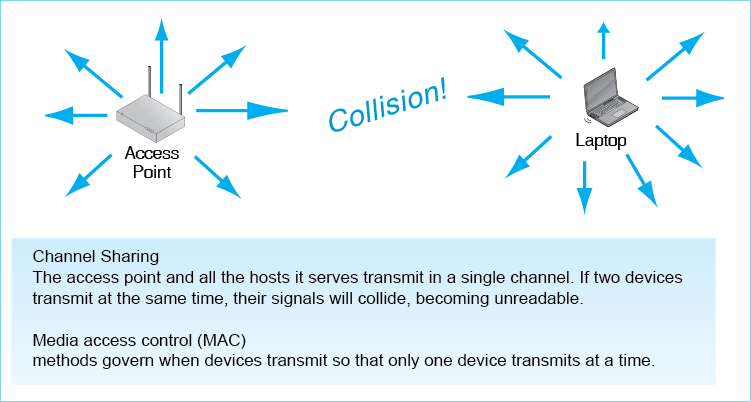 Collision!
Access
Point
Laptop
Channel Sharing
The access point and all the hosts it serves transmit in a single channel. If two devices
transmit at the same time, their signals will collide, becoming unreadable.
Media access control (MAC)
methods govern when devices transmit so that only one device transmits at a time.